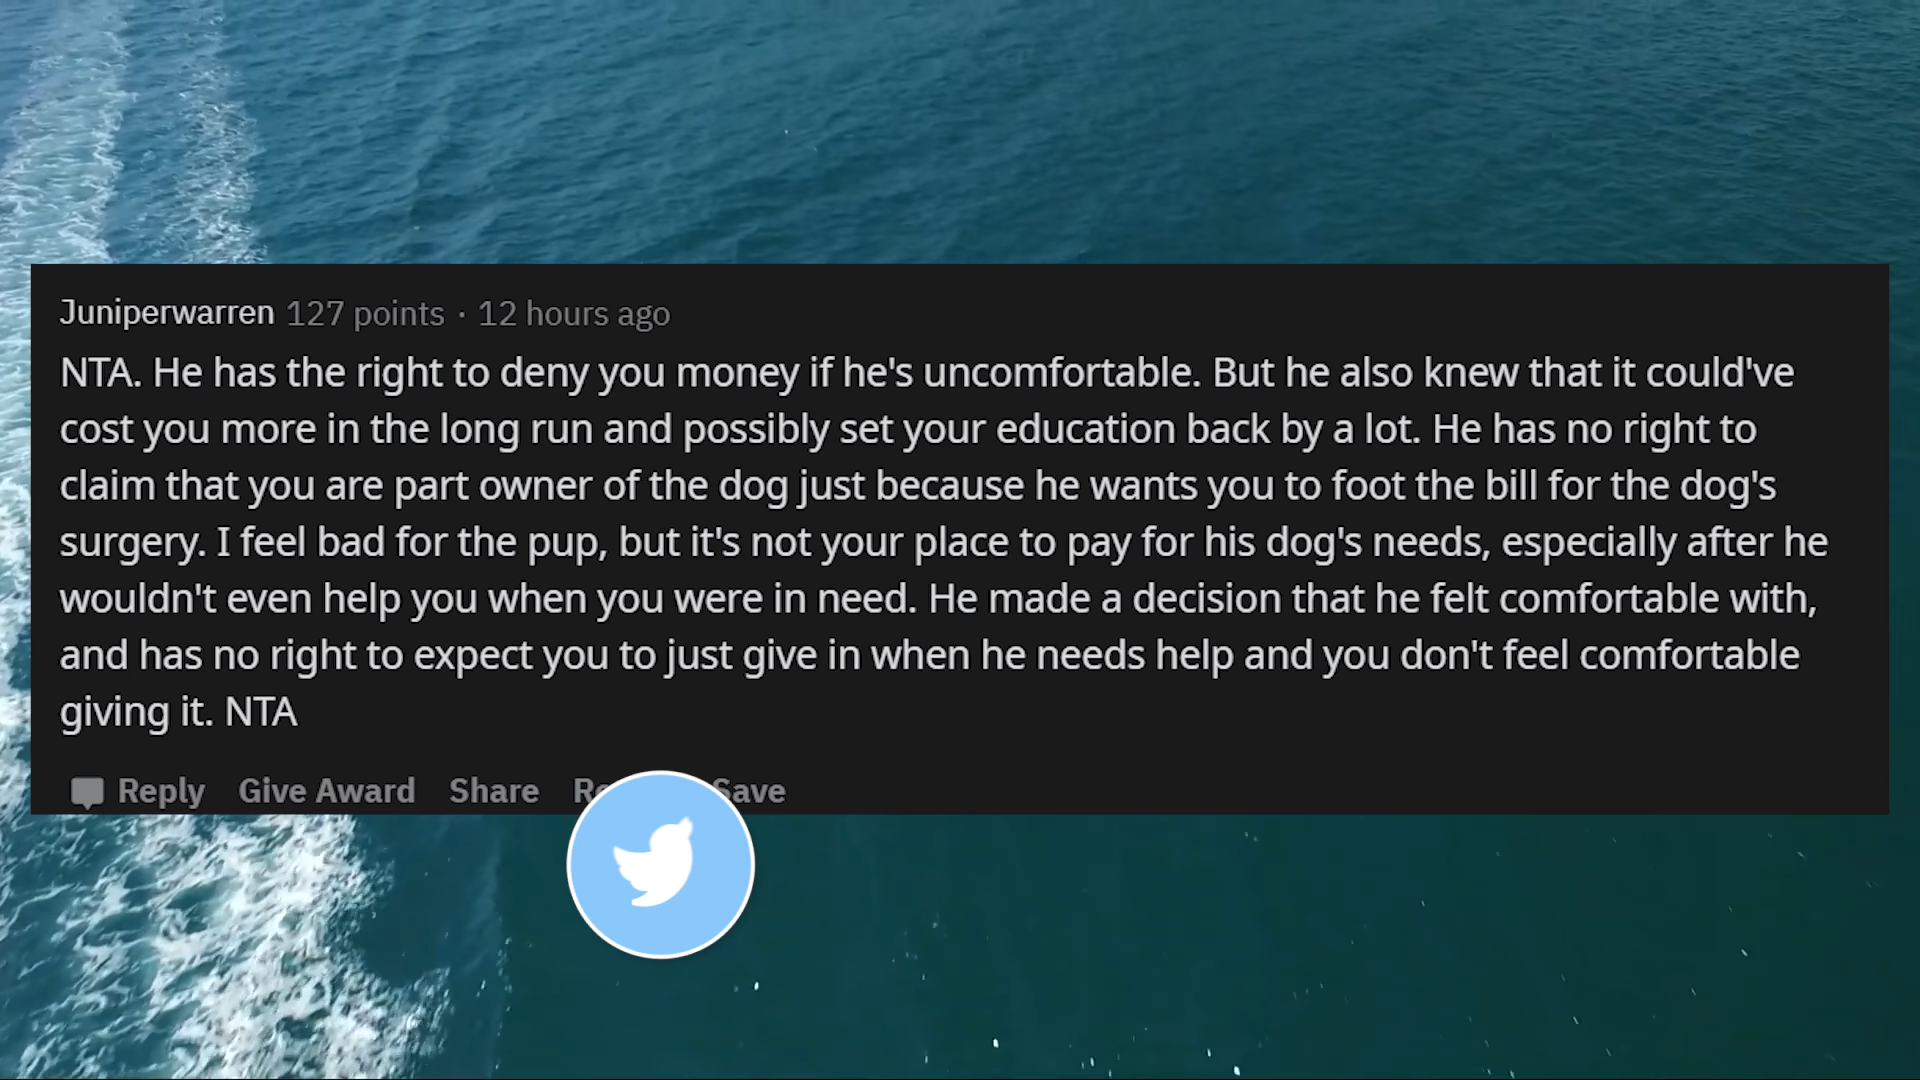 Juniperwarren 127 points · 12 hours ago
NTA. He has the right to deny you money if he's uncomfortable. But he also knew that it could've
cost you more in the long run and possibly set your education back by a lot. He has no right to
claim that you are part owner of the dog just because he wants you to foot the bill for the dog's
surgery. I feel bad for the pup, but it's not your place to pay for his dog's needs, especially after he
wouldn't even help you when you were in need. He made a decision that he felt comfortable with,
and has no right to expect you to just give in when he needs help and you don't feel comfortable
giving it. NTA
Reply Give Award Share Save